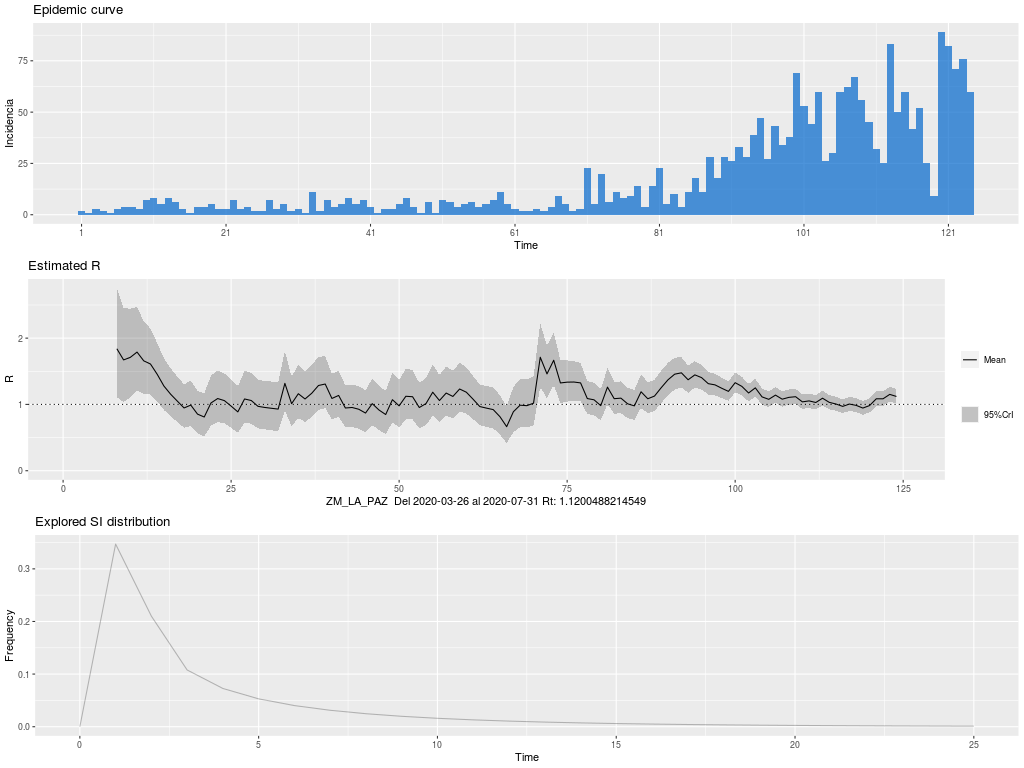 Epidemic curve
75
50
25
0
Incidencia
1 21 41 61 81 101 121
Time
Estimated R
2
1
0
R
Mean
95%CrI
0 25 50 75 100 125
ZM_LA_PAZ Del 2020-03-26 al 2020-07-31 Rt: 1.1200488214549
Explored SI distribution
0.3
0.2
0.1
0.0
Frequency
0 5 10 15 20 25
Time